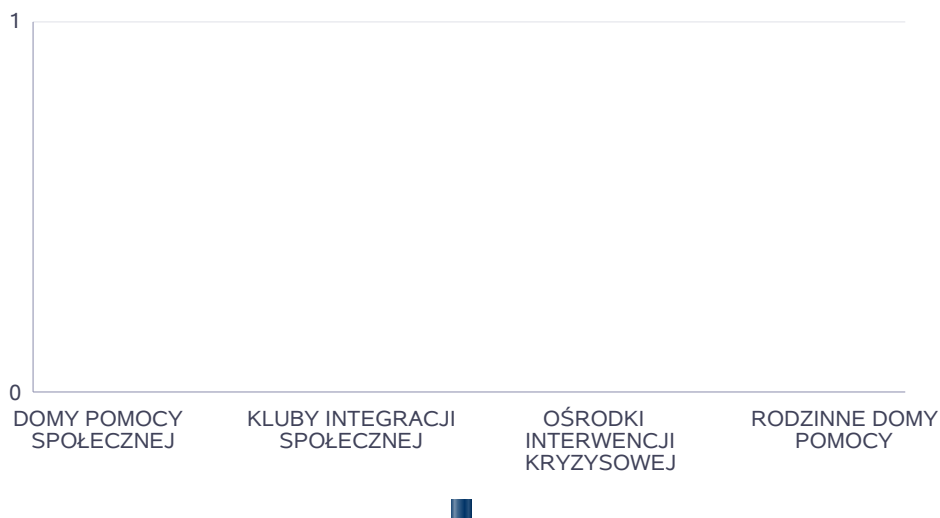 1
0
DOMY POMOCY
SPOŁECZNEJ
KLUBY INTEGRACJI
SPOŁECZNEJ
OŚRODKI
INTERWENCJI
KRYZYSOWEJ
RODZINNE DOMY
POMOCY